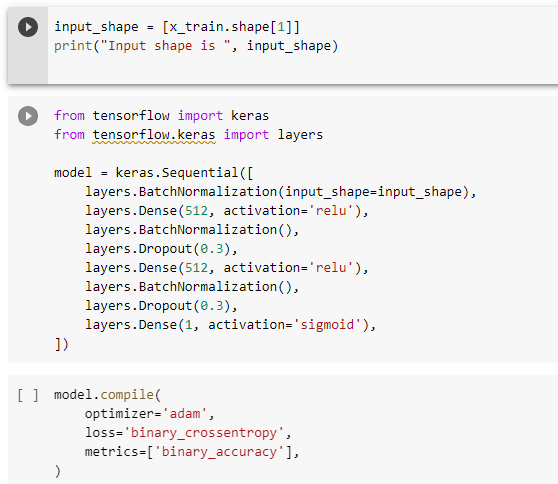 input_shape = [x_train.shape[1]]
print("Input shape is ", input_shape)
from tensorflow import keras
from tensorflow.keras import layers
model = keras.Sequential([
    layers.BatchNormalization(input_shape=input_shape),
    layers.Dense(512, activation='relu'),
    layers.BatchNormalization(),
    layers.Dropout(0.3),
    layers.Dense(512, activation='relu'),
    layers.BatchNormalization(),
    layers.Dropout(0.3),
    layers.Dense(1, activation='sigmoid'),
])
[ ] model.compile(
    optimizer='adam',
    loss='binary_crossentropy',
    metrics=['binary_accuracy'],
)